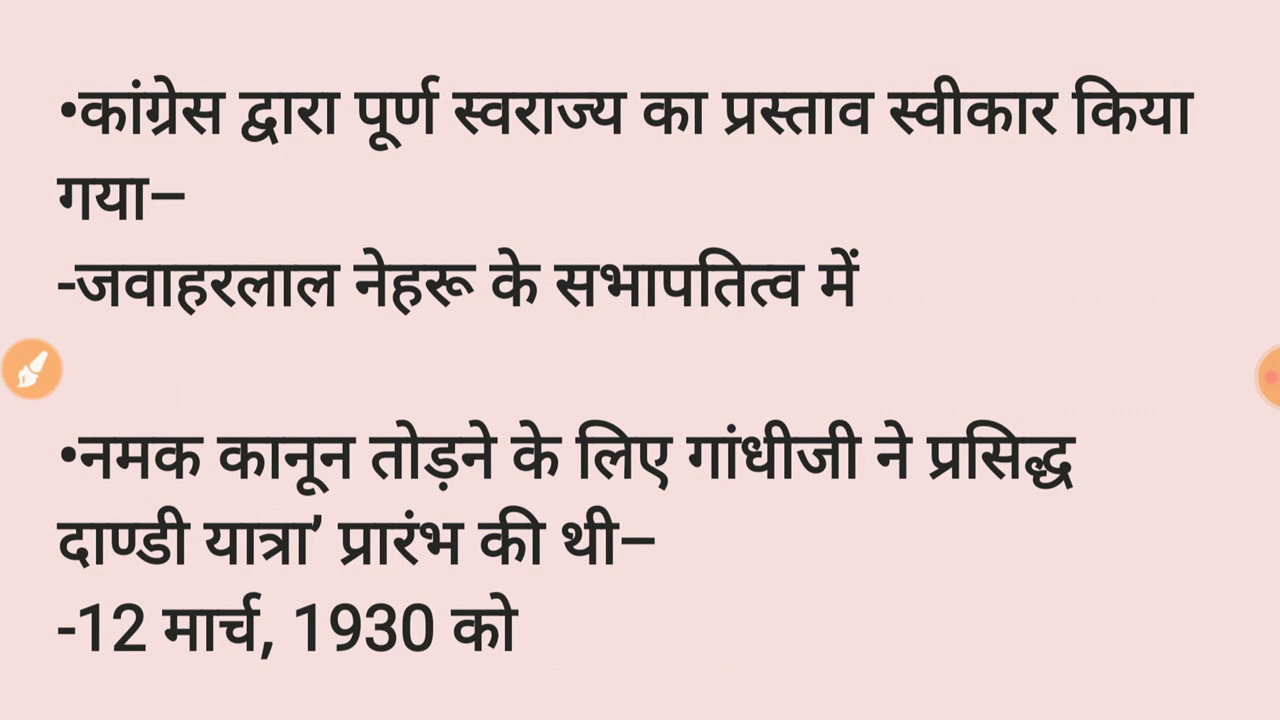 •कांग्रेस द्वारा पूर्ण स्वराज्य का प्रस्ताव स्वीकार किया
गया–
-जवाहरलाल नेहरू के सभापतित्व में
•नमक कानून तोड़ने के लिए गांधीजी ने प्रसिद्ध
दाण्डी यात्रा’ प्रारंभ की थी–
-12 मार्च, 1930 को